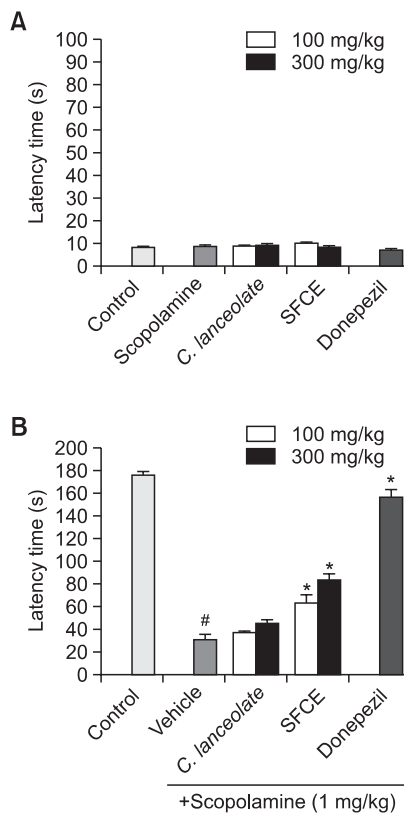 A
100 mg/kg
300 mg/kg
Latency time (s)
100
90
80
70
60
50
40
30
20
10
0
Control
Scopolamine
C. lanceolate
SFCE
Donepezil
B
100 mg/kg
300 mg/kg
Latency time (s)
200
180
160
140
120
100
80
60
40
20
0
#
*
*
*
Control
Vehicle
C. lanceolate
SFCE
Donepezil
+Scopolamine (1 mg/kg)